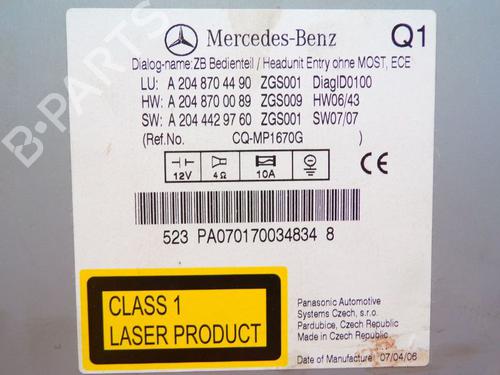 Mercedes-Benz Q1
Dialog-name: ZB Bedienteil / Headunit Entry ohne MOST, ECE
LU: A 204 870 44 90 ZGS001 DiagID0100
HW: A 204 870 00 89 ZGS009 HW06/43
SW: A 204 442 97 60 ZGS001 SW07/07
(Ref.No. CQ-MP1670G )
12V 4Ω 10A CE
523 PA070170034834 8
CLASS 1
LASER PRODUCT
Panasonic Automotive
Systems Czech, s.r.o.
Pardubice, Czech Republic
Made in Czech Republic
Date of Manufacture: 07/04/06
B-PARTS